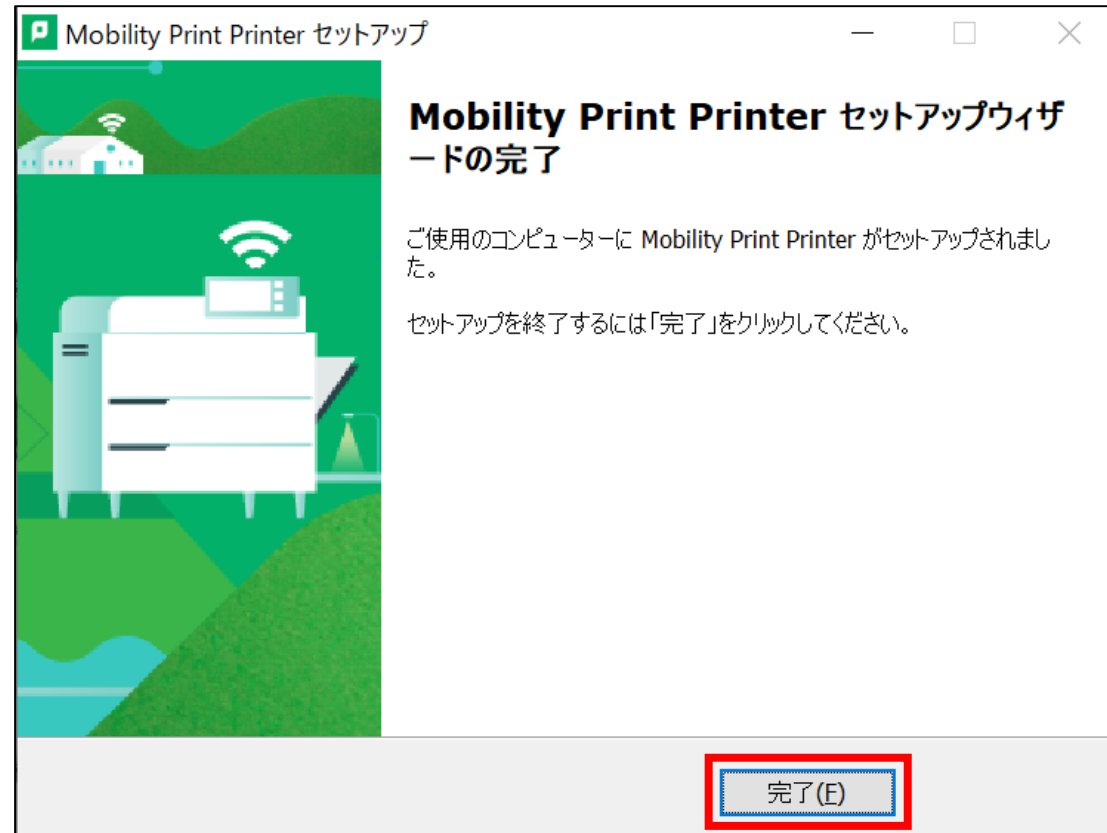 Mobility Print Printer セットアップ
Mobility Print Printer セットアップウィザ
ードの完了
ご使用のコンピューターに Mobility Print Printer がセットアップされまし
た。
セットアップを終了するには「完了」をクリックしてください。
完了(F)